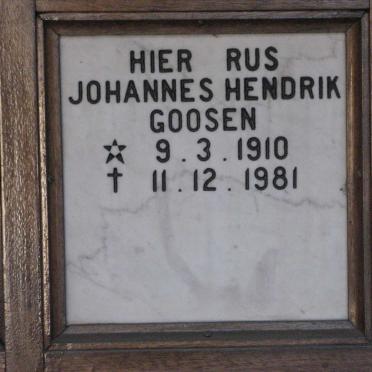 HIER RUS
JOHANNES HENDRIK
GOOSEN
☆ 9.3.1910
† 11.12.1981